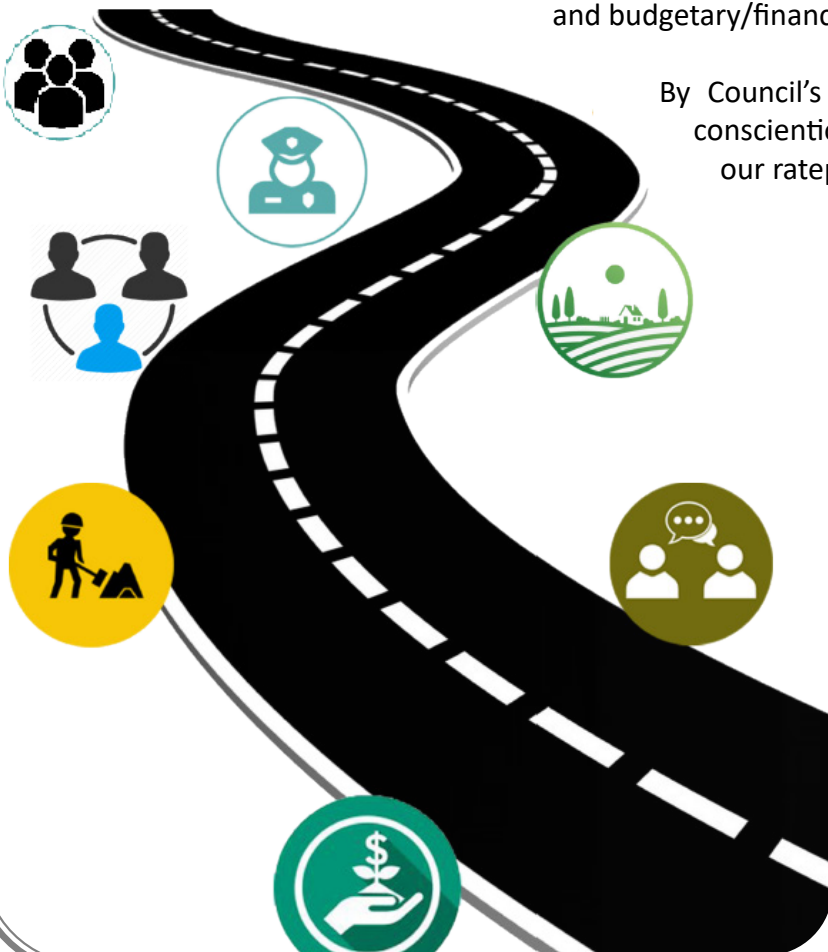 and budgetary/financ
By Council's
conscientio
our ratep
$